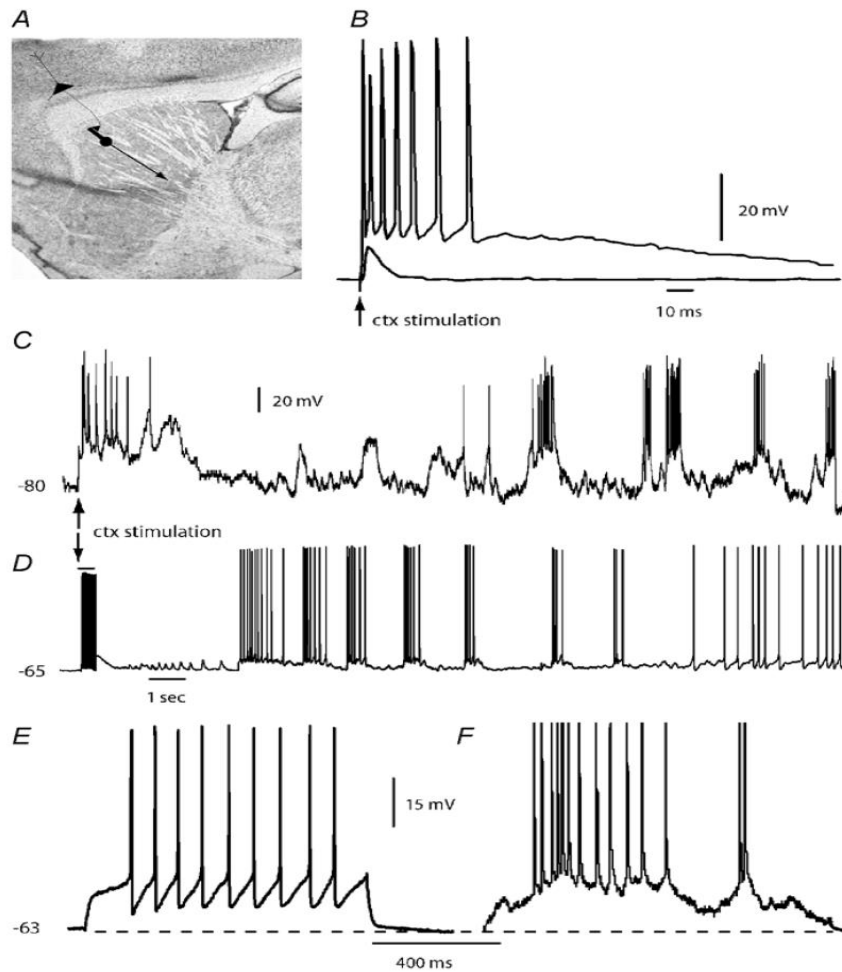 A
B
20 mV
10 ms
ctx stimulation
C
20 mV
-80
ctx stimulation
D
-65
1 sec
E
F
15 mV
-63
400 ms